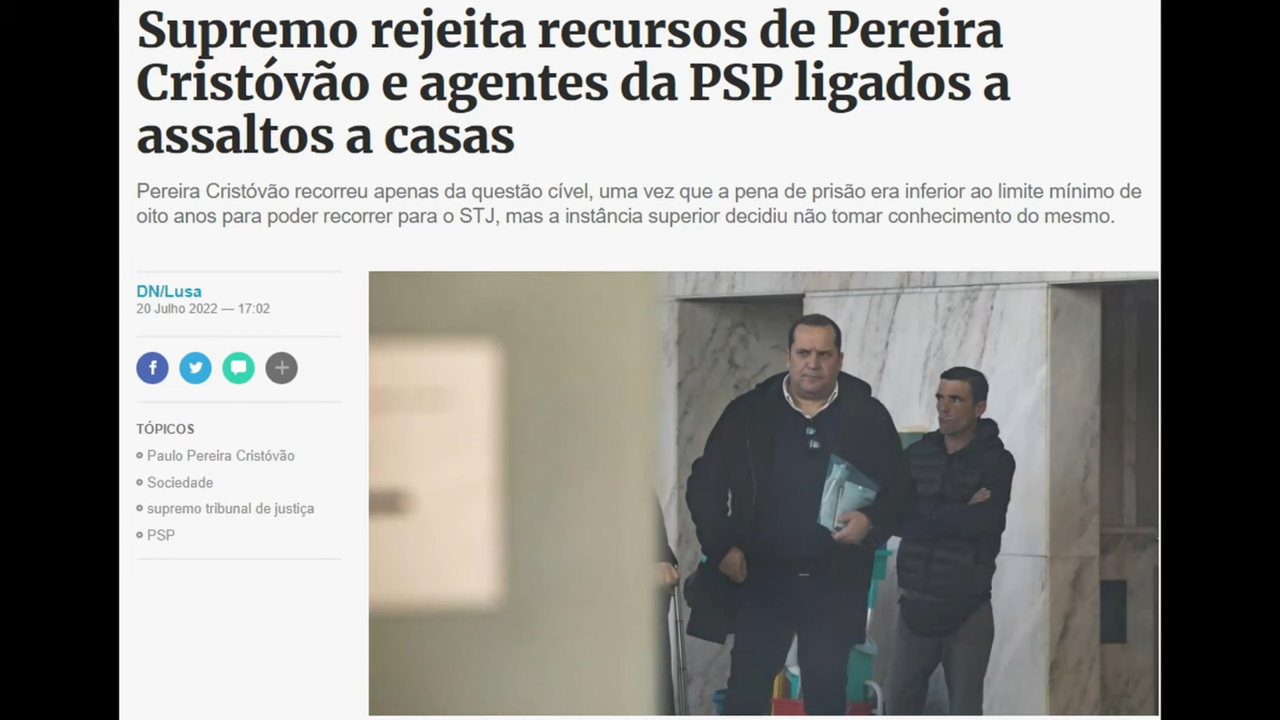 Supremo rejeita recursos de Pereira
Cristóvão e agentes da PSP ligados a
assaltos a casas
Pereira Cristóvão recorreu apenas da questão cível, uma vez que a pena de prisão era inferior ao limite mínimo de
oito anos para poder recorrer para o STJ, mas a instância superior decidiu não tomar conhecimento do mesmo.
DN/Lusa
20 Julho 2022 — 17:02
TÓPICOS
Paulo Pereira Cristóvão
Sociedade
supremo tribunal de justiça
PSP